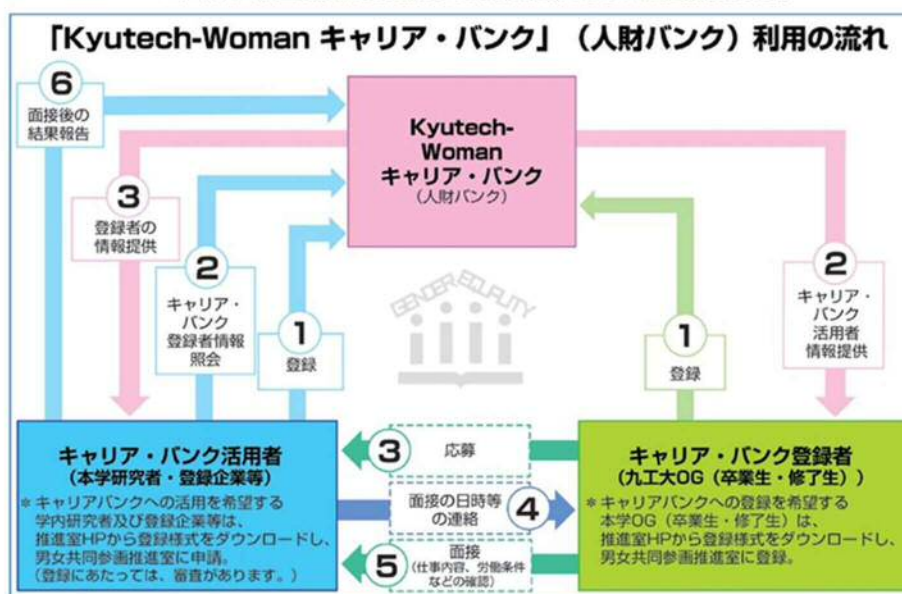 「Kyutech-Woman キャリア・バンク」（人財バンク）利用の流れ
6
面接後の
結果報告
Kyutech-
Woman
キャリア・バンク
（人財バンク）
3
登録者の
情報提供
2
キャリア・
バンク
登録者情報
照会
1
登録
GENDER EQUALITY
1
登録
2
キャリア・
バンク
活用者
情報提供
キャリア・バンク活用者
（本学研究者・登録企業等）
＊キャリアバンクへの活用を希望する
学内研究者及び登録企業等は、
推進室HPから登録様式をダウンロードし、
男女共同参画推進室に申請。
（登録にあたっては、審査があります。）
3
応募
面接の日時等
の連絡
4
5
面接
（仕事内容、労働条件
などの確認）
キャリア・バンク登録者
（九工大OG（卒業生・修了生））
＊キャリアバンクへの登録を希望する
本学OG（卒業生・修了生）は、
推進室HPから登録様式をダウンロードし、
男女共同参画推進室に登録。